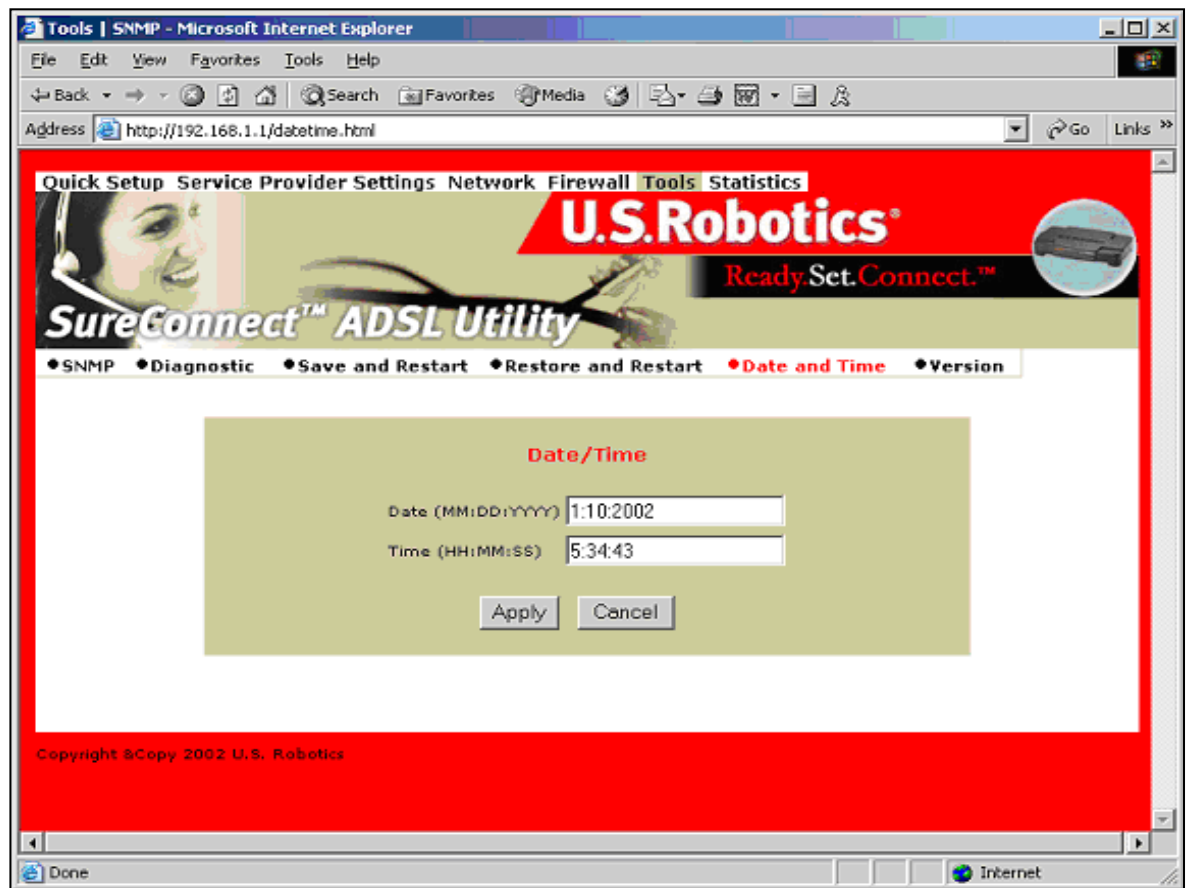 Tools | SNMP - Microsoft Internet Explorer
File Edit View Favorites Tools Help
Back Search Favorites Media
Address http://192.168.1.1/datetime.html Go Links »
Quick Setup Service Provider Settings Network Firewall Tools Statistics
U.S.Robotics®
Ready.Set.Connect.™
SureConnect™ ADSL Utility
•SNMP •Diagnostic •Save and Restart •Restore and Restart •Date and Time •Version
Date/Time
Date (MM:DD:YYYY) 1:10:2002
Time (HH:MM:SS) 5:34:43
Apply Cancel
Copyright &Copy 2002 U.S. Robotics
Done Internet